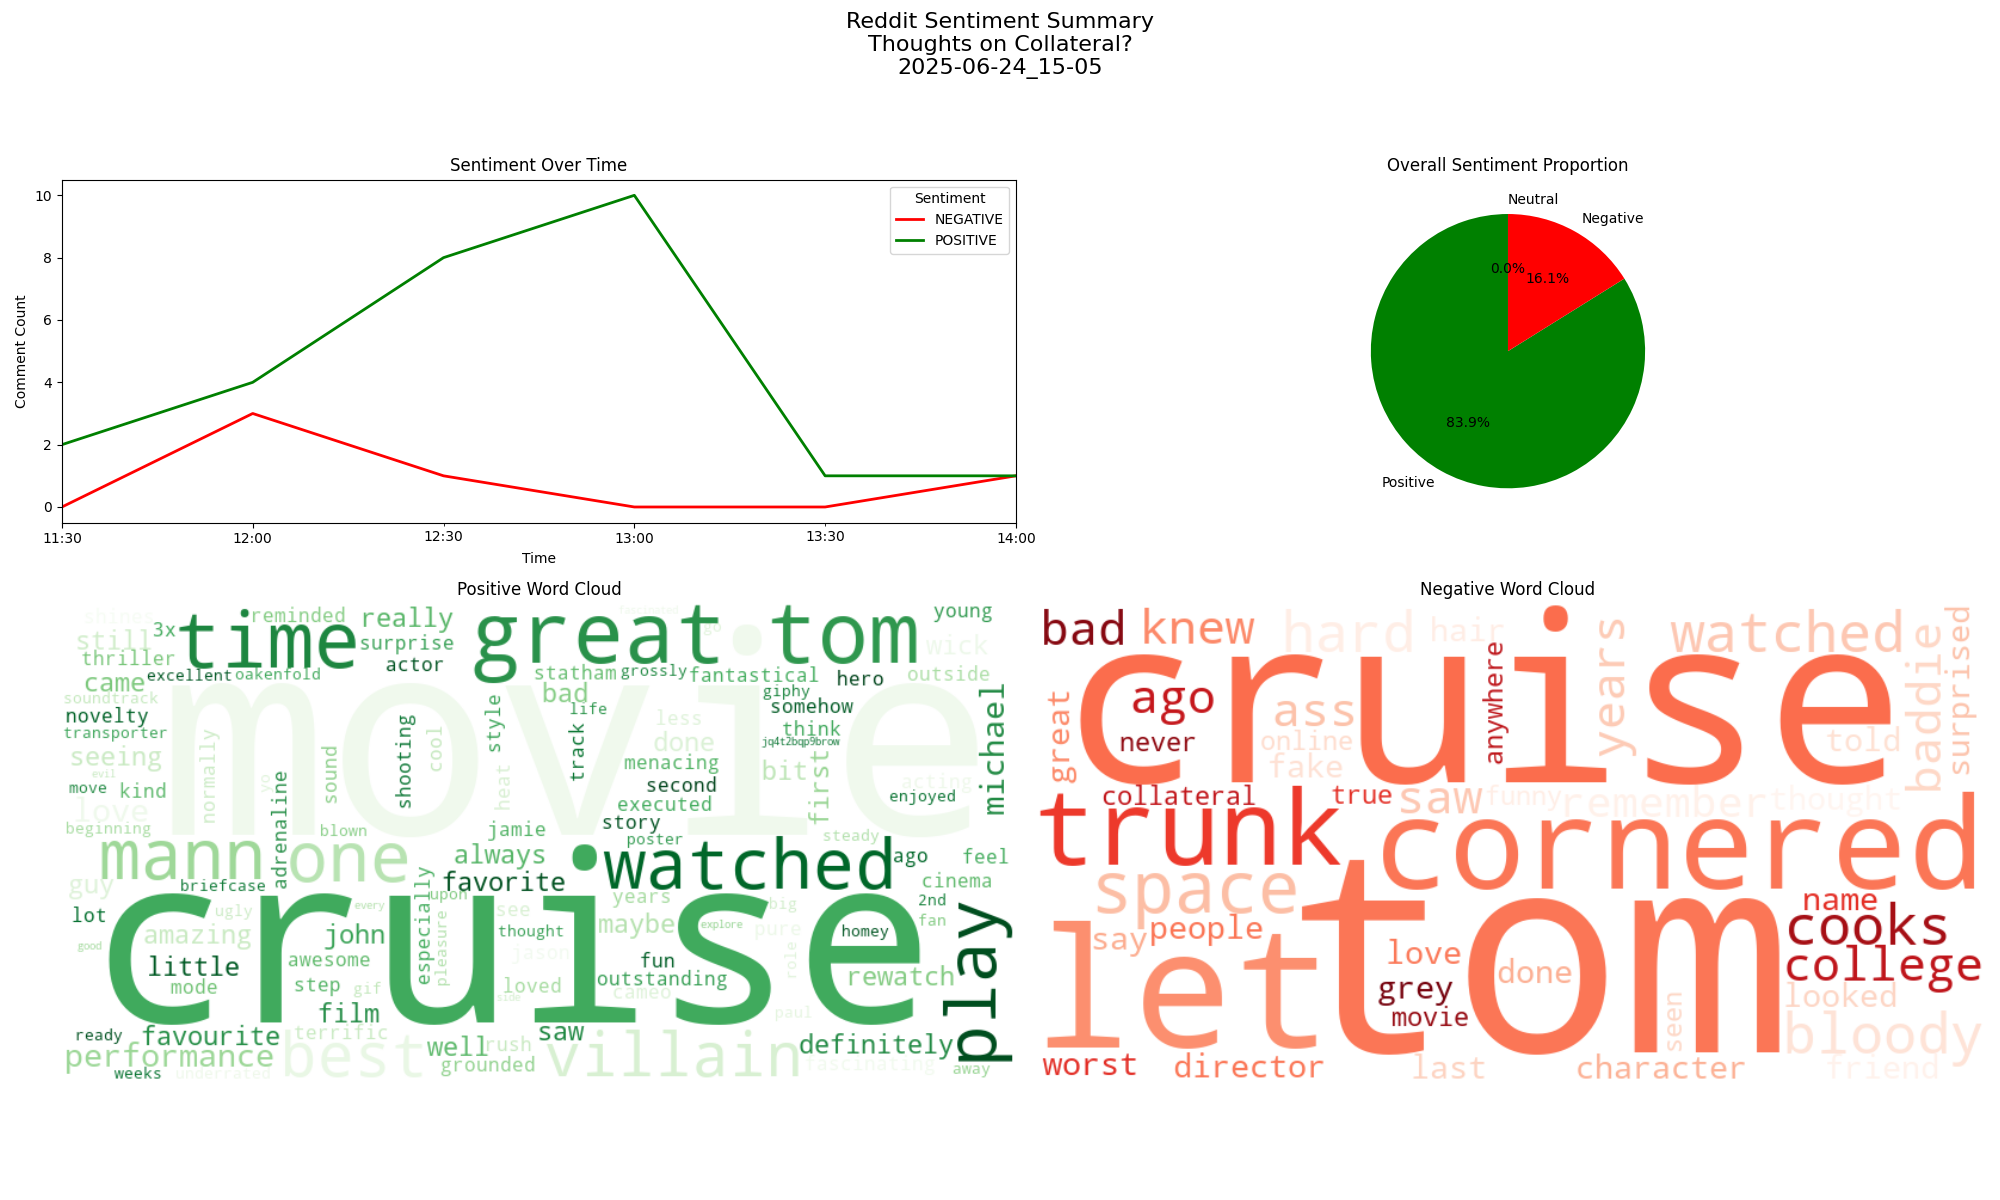 Reddit Sentiment Summary
Thoughts on Collateral?
2025-06-24_15-05
Sentiment Over Time
10
8
6
4
2
0
Comment Count
Sentiment
NEGATIVE
POSITIVE
11:30
12:00
12:30
13:00
13:30
14:00
Time
Overall Sentiment Proportion
Neutral
Negative
0.0%
16.1%
83.9%
Positive
Positive Word Cloud
shines
reminded
really
go
young
still
3x
time
surprise
great
tom
wick
thriller
actor
excellent
oakenfold
statham
grossly
fantastical
hero
outside
came
bad
giphy
soundtrack
movie
life
somehow
michael
novelty
style
less
think
transporter
shooting
cool
track
done
jq4t2bqp9brow
seeing
normally
sound
menacing
bit
first
evil
yo
heat
second
acting
move
kind
adrenaline
executed
enjoyed
love
story
beginning
blown
jamie
poster
steady
mann
one
always
watched
ago
feel
guy
briefcase
favorite
cinema
especially
upon
years
2nd
lot
ugly
every
see
big
fan
play
amazing
john
thought
maybe
explore
pure
homey
good
cruise
pleasure
jason
fun
little
awesome
outstanding
role
rewatch
mode
step
gif
loved
cameo
side
film
paul
ready
favourite
terrific
saw
performance
best
well
rush
villain
definitely
grounded
fascinating
weeks
underrated
away
Negative Word Cloud
bad
knew
hard
hair
years
watched
baddie
surprised
cruise
anywhere
great
ago
ass
never
online
told
fake
collateral
true
saw
funny
remember
thought
trunk
cornered
space
let
tom
name
say
people
cooks
love
done
college
grey
looked
movie
seen
bloody
worst
director
last
character
friend